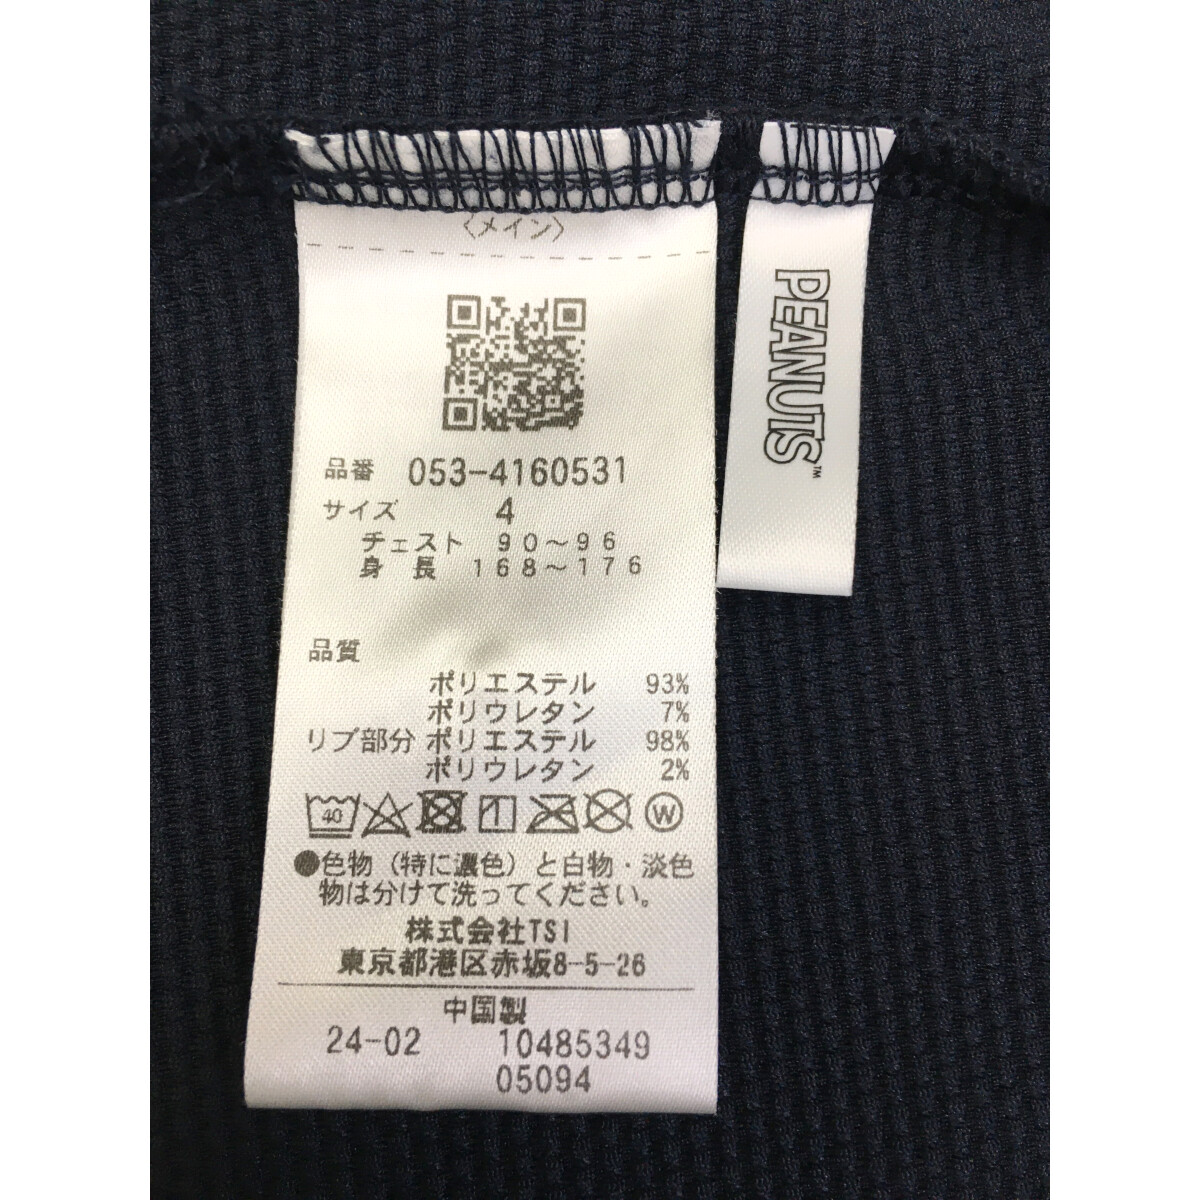 〈メイン〉
品番 053-4160531
サイズ 4
チェスト 90～96
身 長 168～176
品質
ポリエステル 93%
ポリウレタン 7%
リブ部分 ポリエステル 98%
ポリウレタン 2%
40
W
●色物（特に濃色）と白物・淡色
物は分けて洗ってください。
株式会社TSI
東京都港区赤坂8-5-26
中国製
24-02 10485349
05094
PEANUTS™